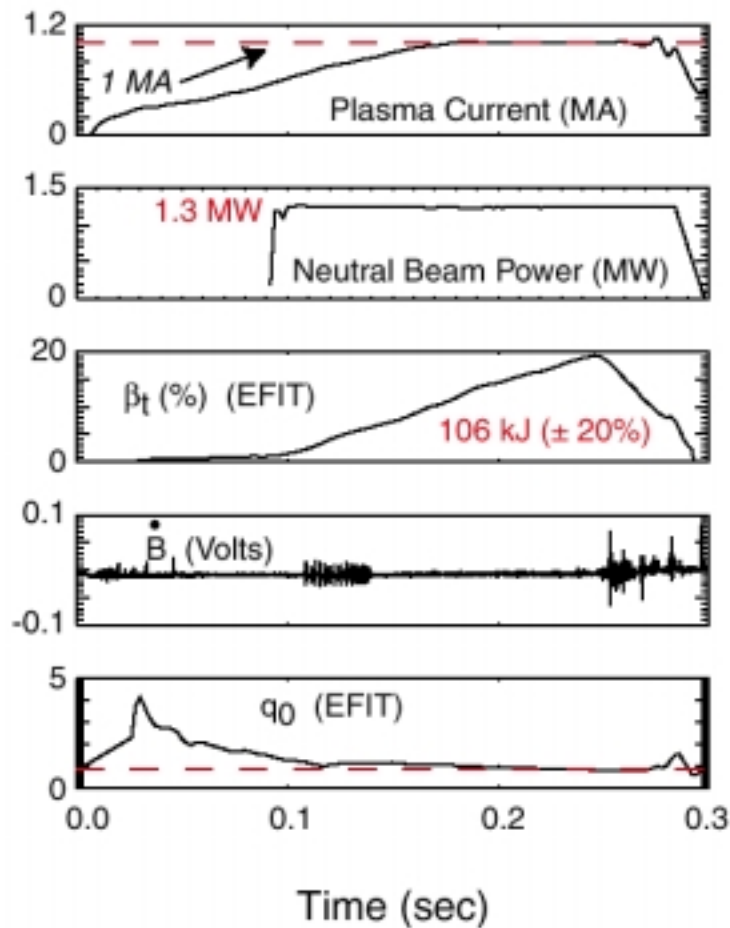 1.2
1 MA
Plasma Current (MA)
0
1.5
1.3 MW
Neutral Beam Power (MW)
0
20
βt (%) (EFIT)
106 kJ (± 20%)
0
0.1
Ḃ (Volts)
-0.1
5
q0 (EFIT)
0
0.0 0.1 0.2 0.3
Time (sec)